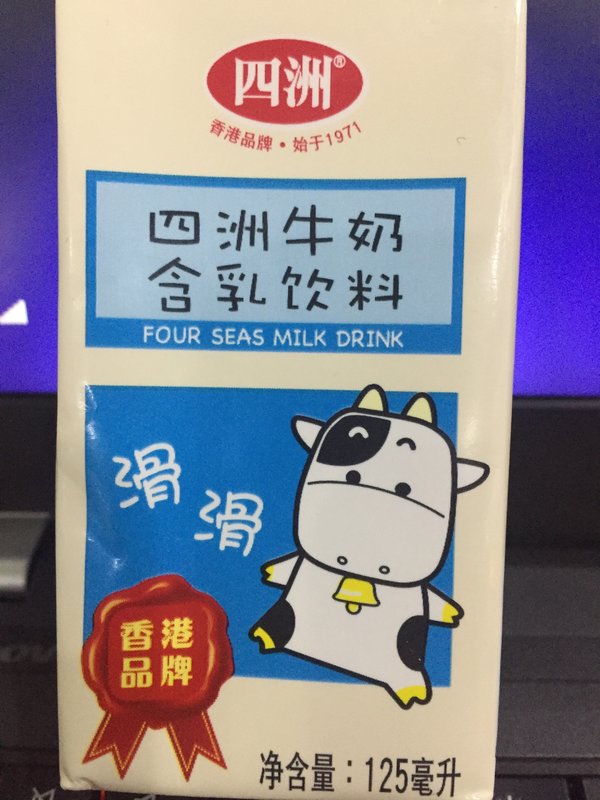 四洲®
香港品牌·始于1971
四洲牛奶
含乳饮料
FOUR SEAS MILK DRINK
滑
滑
香港
品牌
净含量：125毫升